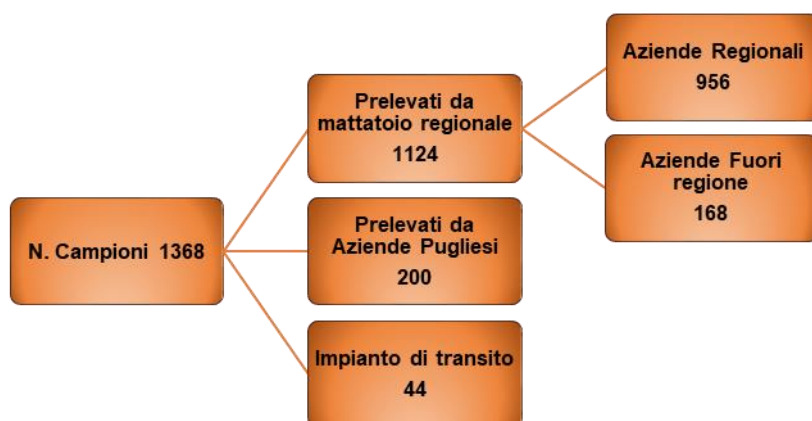 N. Campioni 1368
Prelevati da
mattatoio regionale
1124
Prelevati da
Aziende Pugliesi
200
Impianto di transito
44
Aziende Regionali
956
Aziende Fuori
regione
168